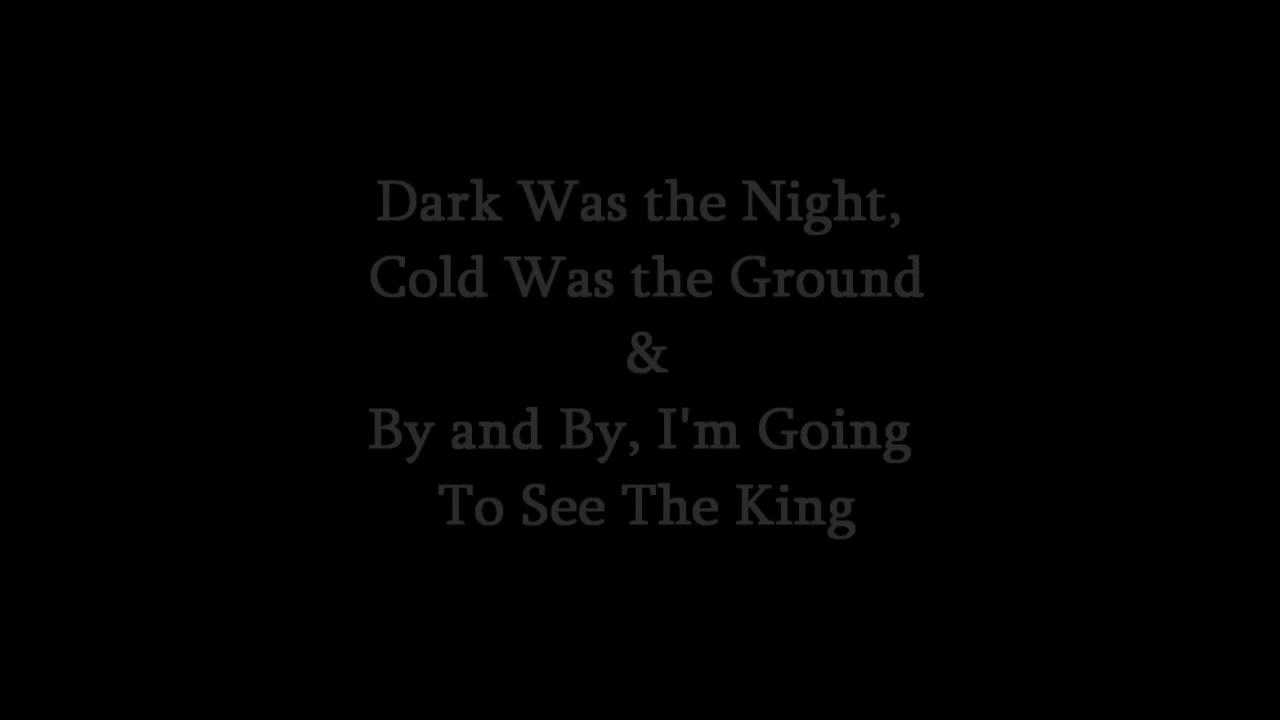 Dark Was the Night,
Cold Was the Ground
&
By and By, I'm Going
To See The King